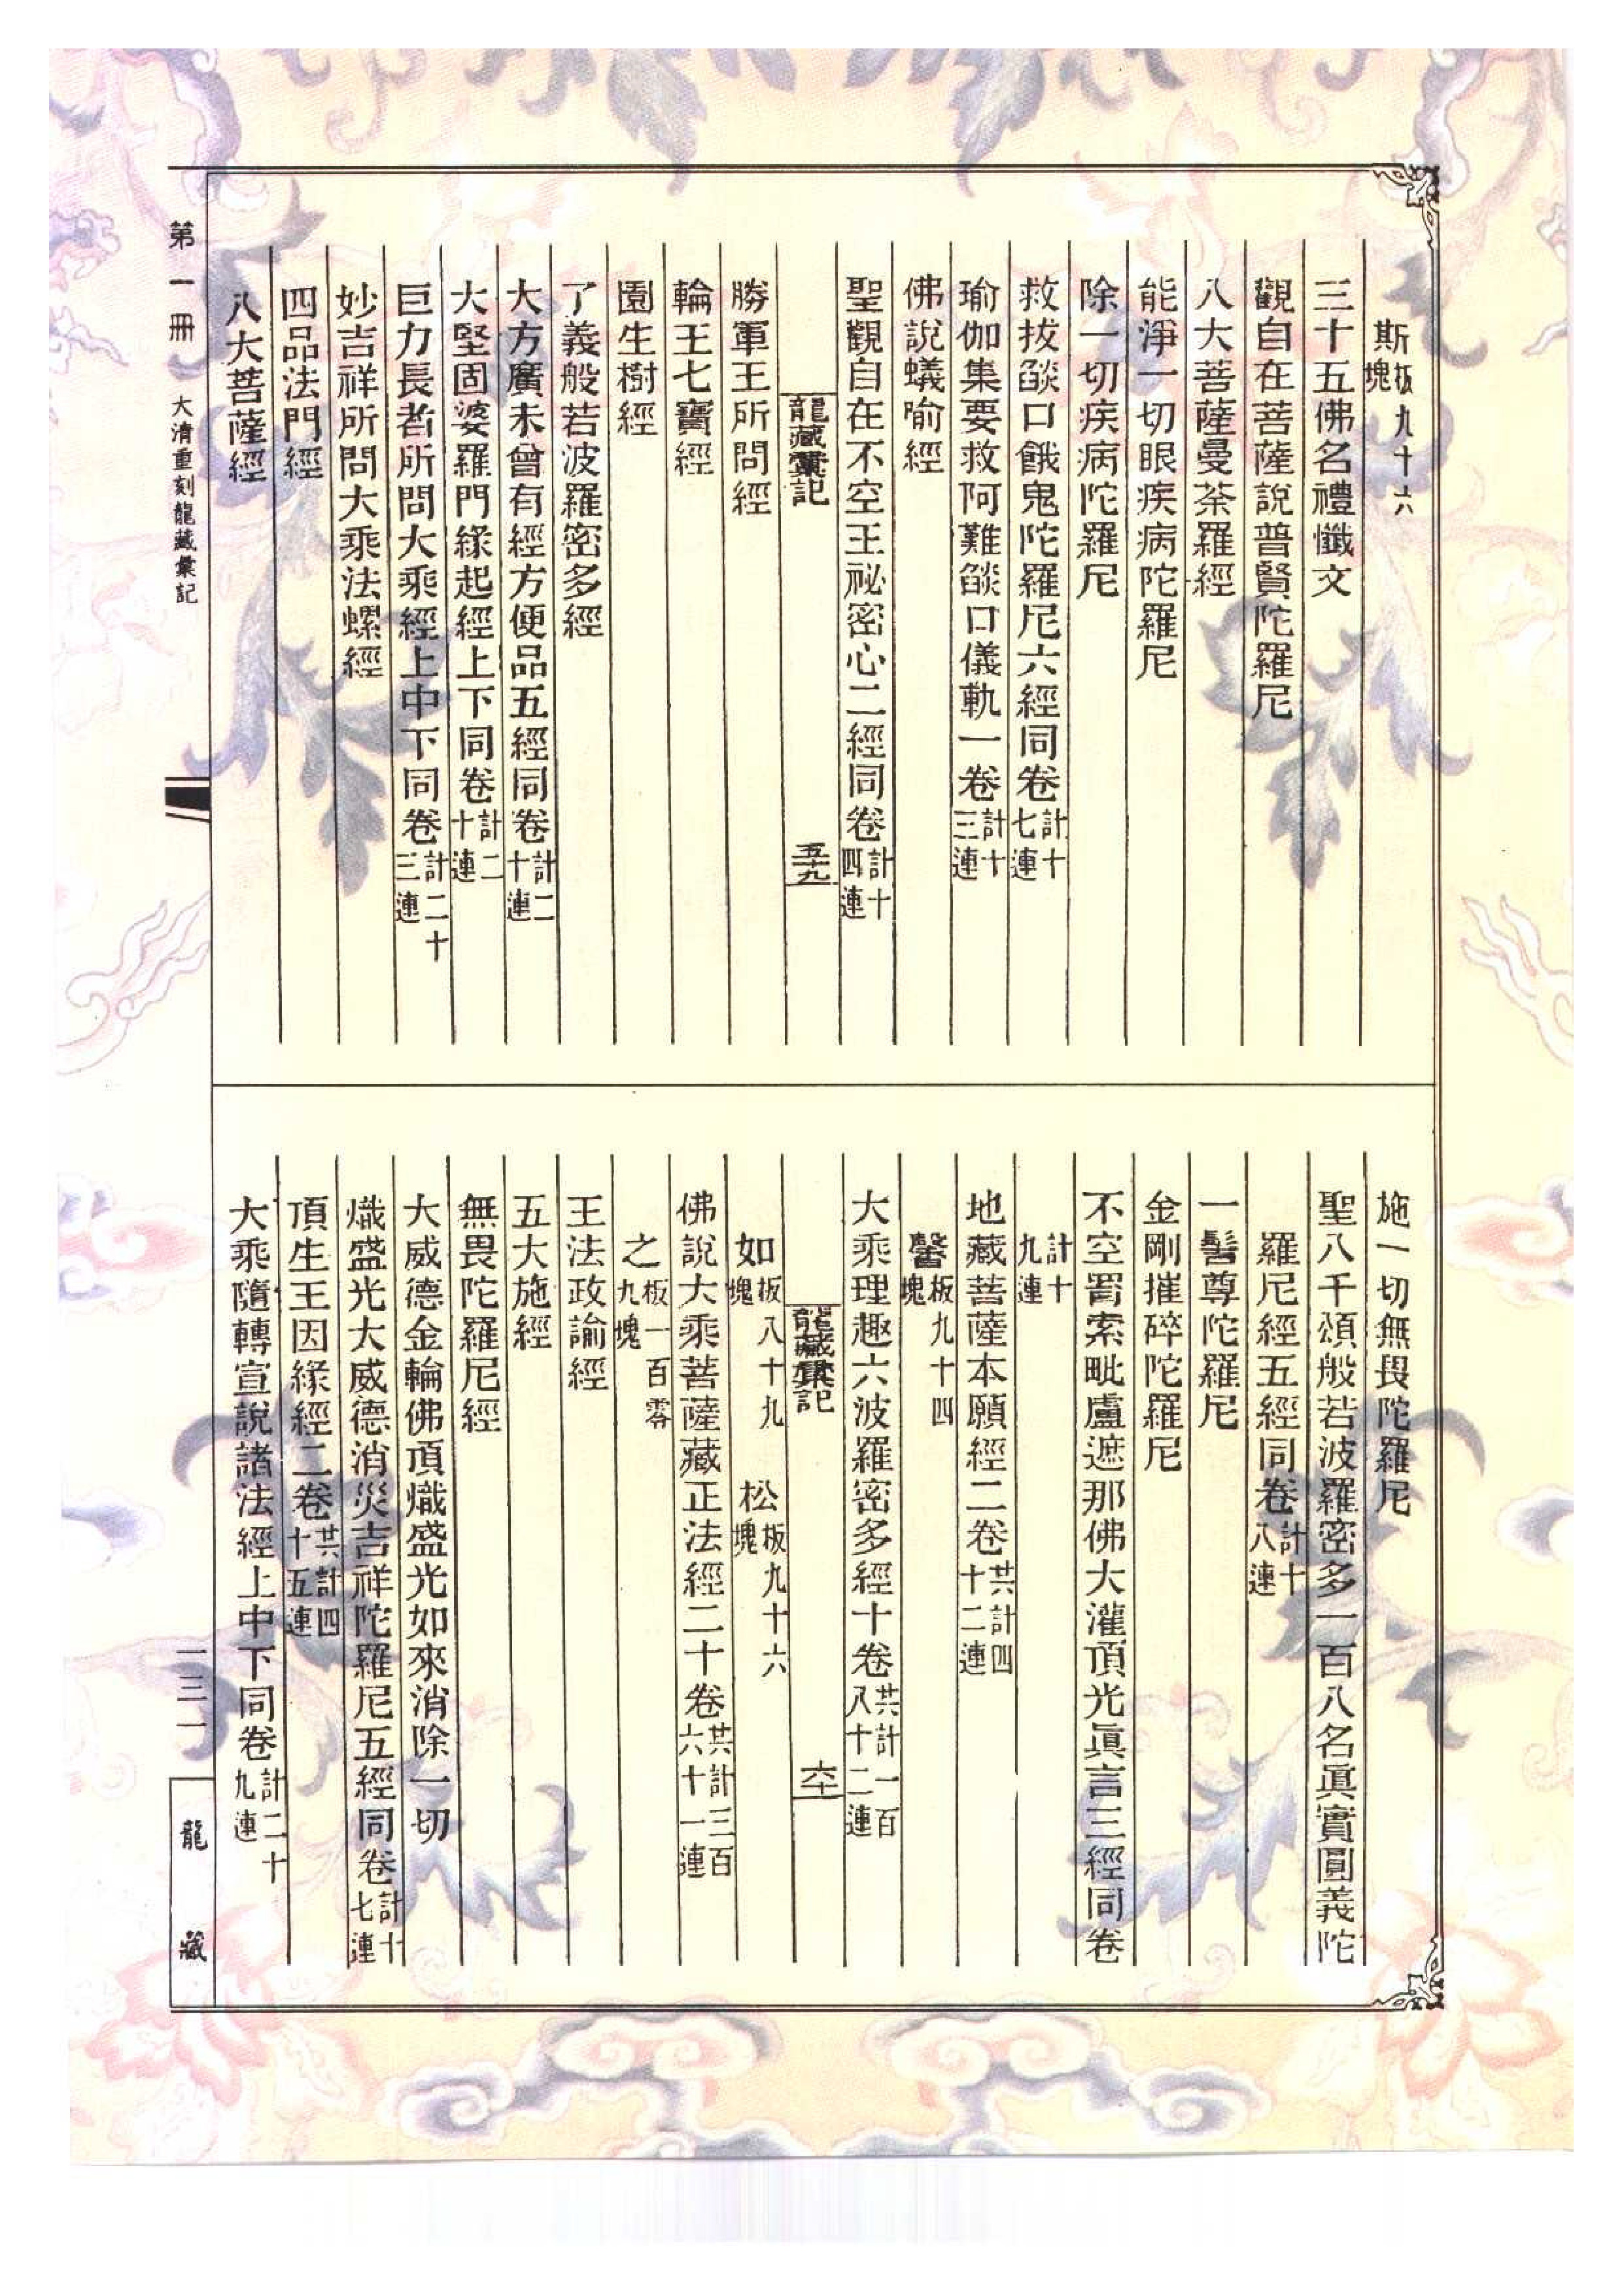 斯板九十六塊
三十五佛名禮懺文
觀自在菩薩說普賢陀羅尼
八大菩薩曼荼羅經
能淨一切眼疾病陀羅尼
除一切疾病陀羅尼
救拔燄口餓鬼陀羅尼六經同卷計十七連
瑜伽集要救阿難燄口儀軌一卷計十三連
佛說蟻喻經
聖觀自在不空王祕密心二經同卷計十四連
龍藏彙記 五十九
勝軍王所問經
輪王七寶經
園生樹經
了義般若波羅密多經
大方廣未曾有經方便品五經同卷計二十連
大堅固婆羅門緣起經上下同卷計二十連
巨力長者所問大乘經上中下同卷計二十三連
妙吉祥所問大乘法螺經
四品法門經
八大菩薩經
施一切無畏陀羅尼
聖八千頌般若波羅密多一百八名眞實圓義陀
羅尼經五經同卷計十八連
一髻尊陀羅尼
金剛摧碎陀羅尼
不空罥索毗盧遮那佛大灌頂光眞言三經同卷
計十九連
地藏菩薩本願經二卷共計四十二連
馨板九十四塊
大乘理趣六波羅密多經十卷共計一百八十二連
龍藏彙記 六十
如板八十九塊 松板九十六塊
佛說大乘菩薩藏正法經二十卷共計三百六十一連
之板一百零九塊
王法政論經
五大施經
無畏陀羅尼經
大威德金輪佛頂熾盛光如來消除一切
熾盛光大威德消災吉祥陀羅尼五經同卷計十七連
頂生王因緣經二卷共計四十五連
大乘隨轉宣說諸法經上中下同卷計二十九連
第一冊 大清重刻龍藏彙記
一三一
龍藏